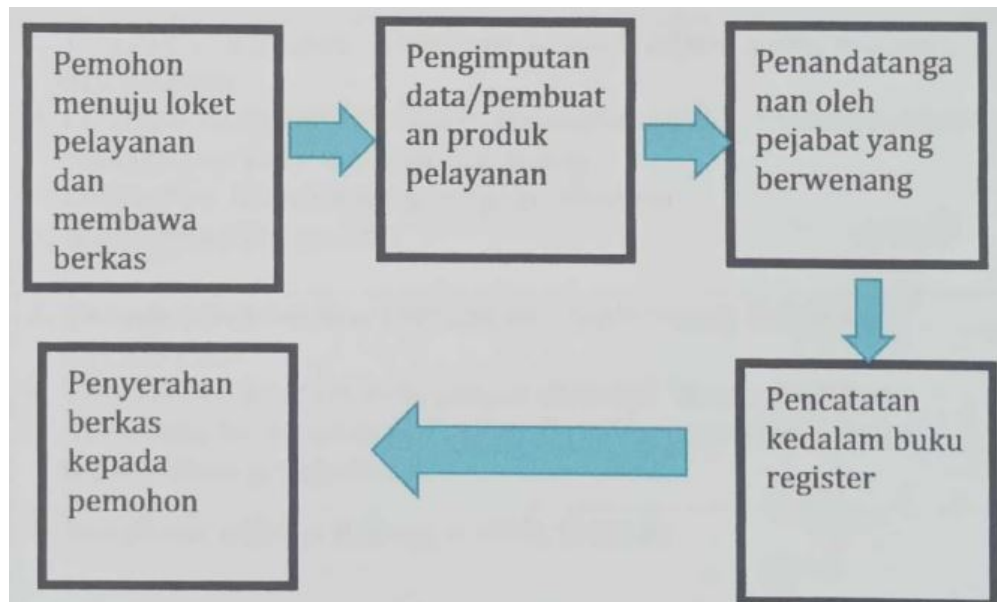 Pemohon
menuju loket
pelayanan
dan
membawa
berkas
Pengimputan
data/pembuat
an produk
pelayanan
Penandatanga
nan oleh
pejabat yang
berwenang
Pencatatan
kedalam buku
register
Penyerahan
berkas
kepada
pemohon